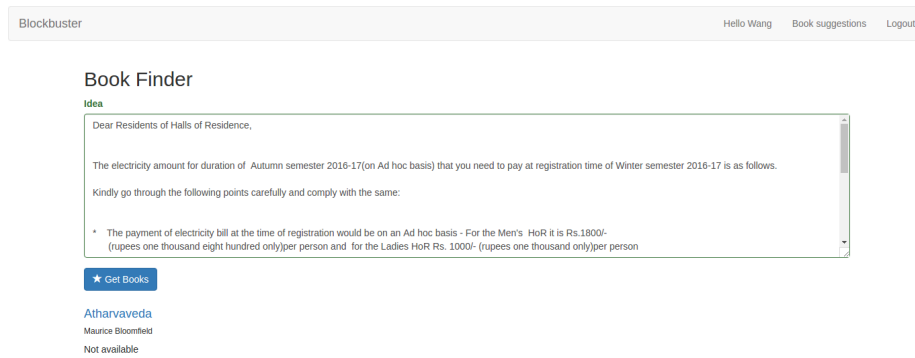 Blockbuster Hello Wang Book suggestions Logout
Book Finder
Idea
Dear Residents of Halls of Residence,
The electricity amount for duration of Autumn semester 2016-17(on Ad hoc basis) that you need to pay at registration time of Winter semester 2016-17 is as follows.
Kindly go through the following points carefully and comply with the same:
* The payment of electricity bill at the time of registration would be on an Ad hoc basis - For the Men's HoR it is Rs.1800/-
(rupees one thousand eight hundred only)per person and for the Ladies HoR Rs. 1000/- (rupees one thousand only)per person
★ Get Books
Atharvaveda
Maurice Bloomfield
Not available